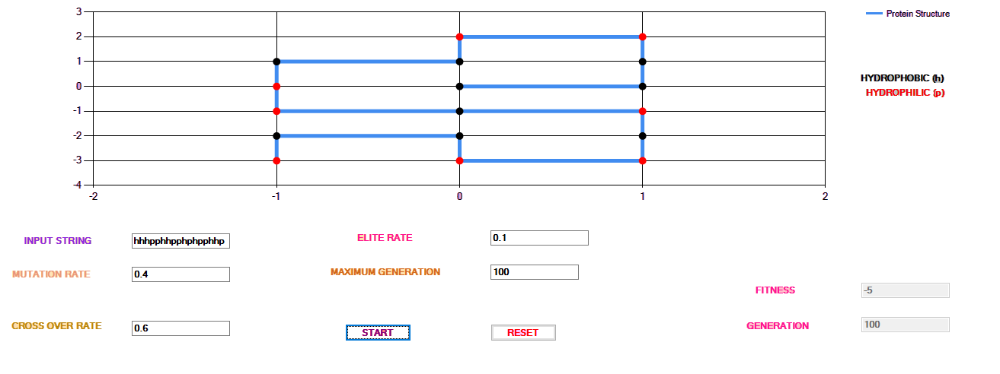 3
2
1
0
-1
-2
-3
-4
-2
-1
0
1
2
Protein Structure
HYDROPHOBIC (h)
HYDROPHILIC (p)
INPUT STRING
hhhpphhpphphpphhp
ELITE RATE
0.1
MUTATION RATE
0.4
MAXIMUM GENERATION
100
FITNESS
-5
CROSS OVER RATE
0.6
START
RESET
GENERATION
100